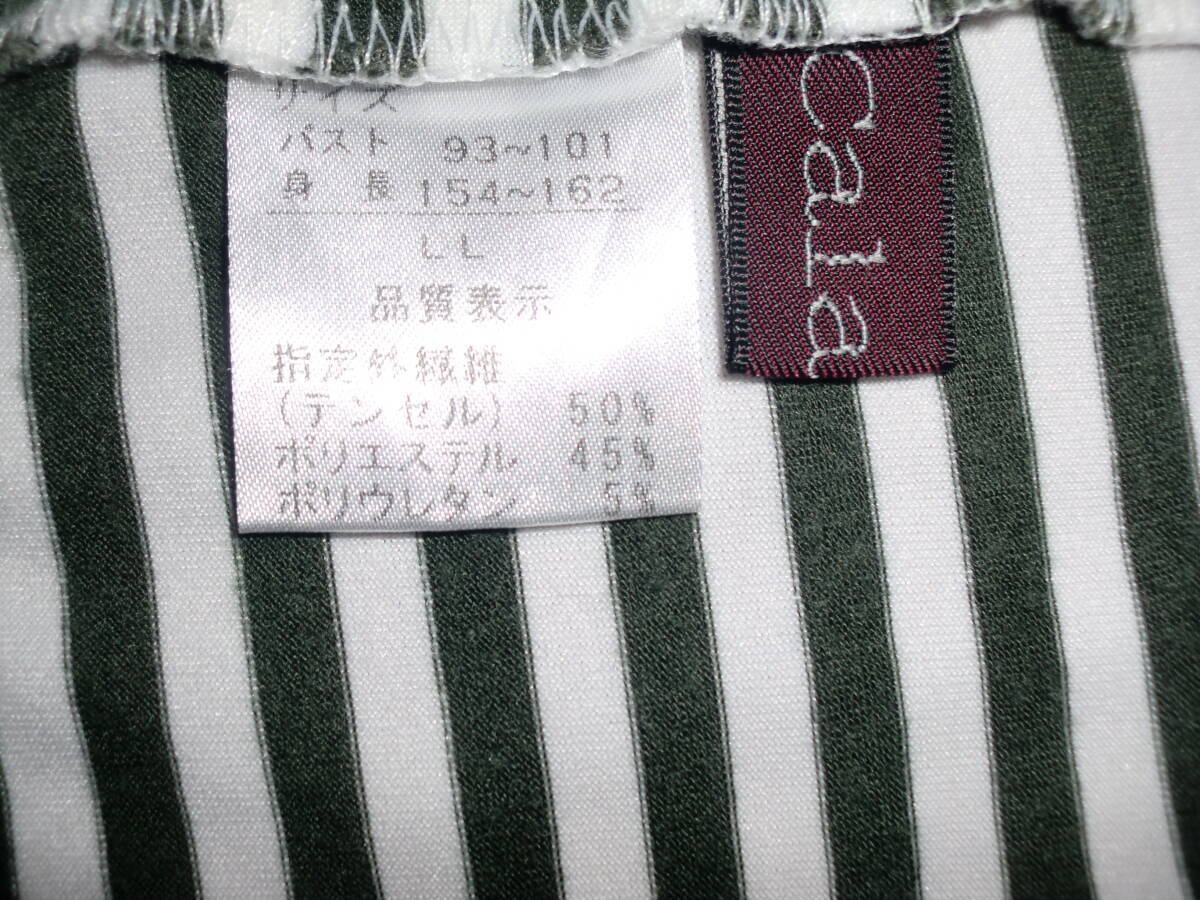 サイズ
バスト 93～101
身長 154～162
LL
品質表示
指定外繊維
(テンセル) 50%
ポリエステル 45%
ポリウレタン 5%
Cala